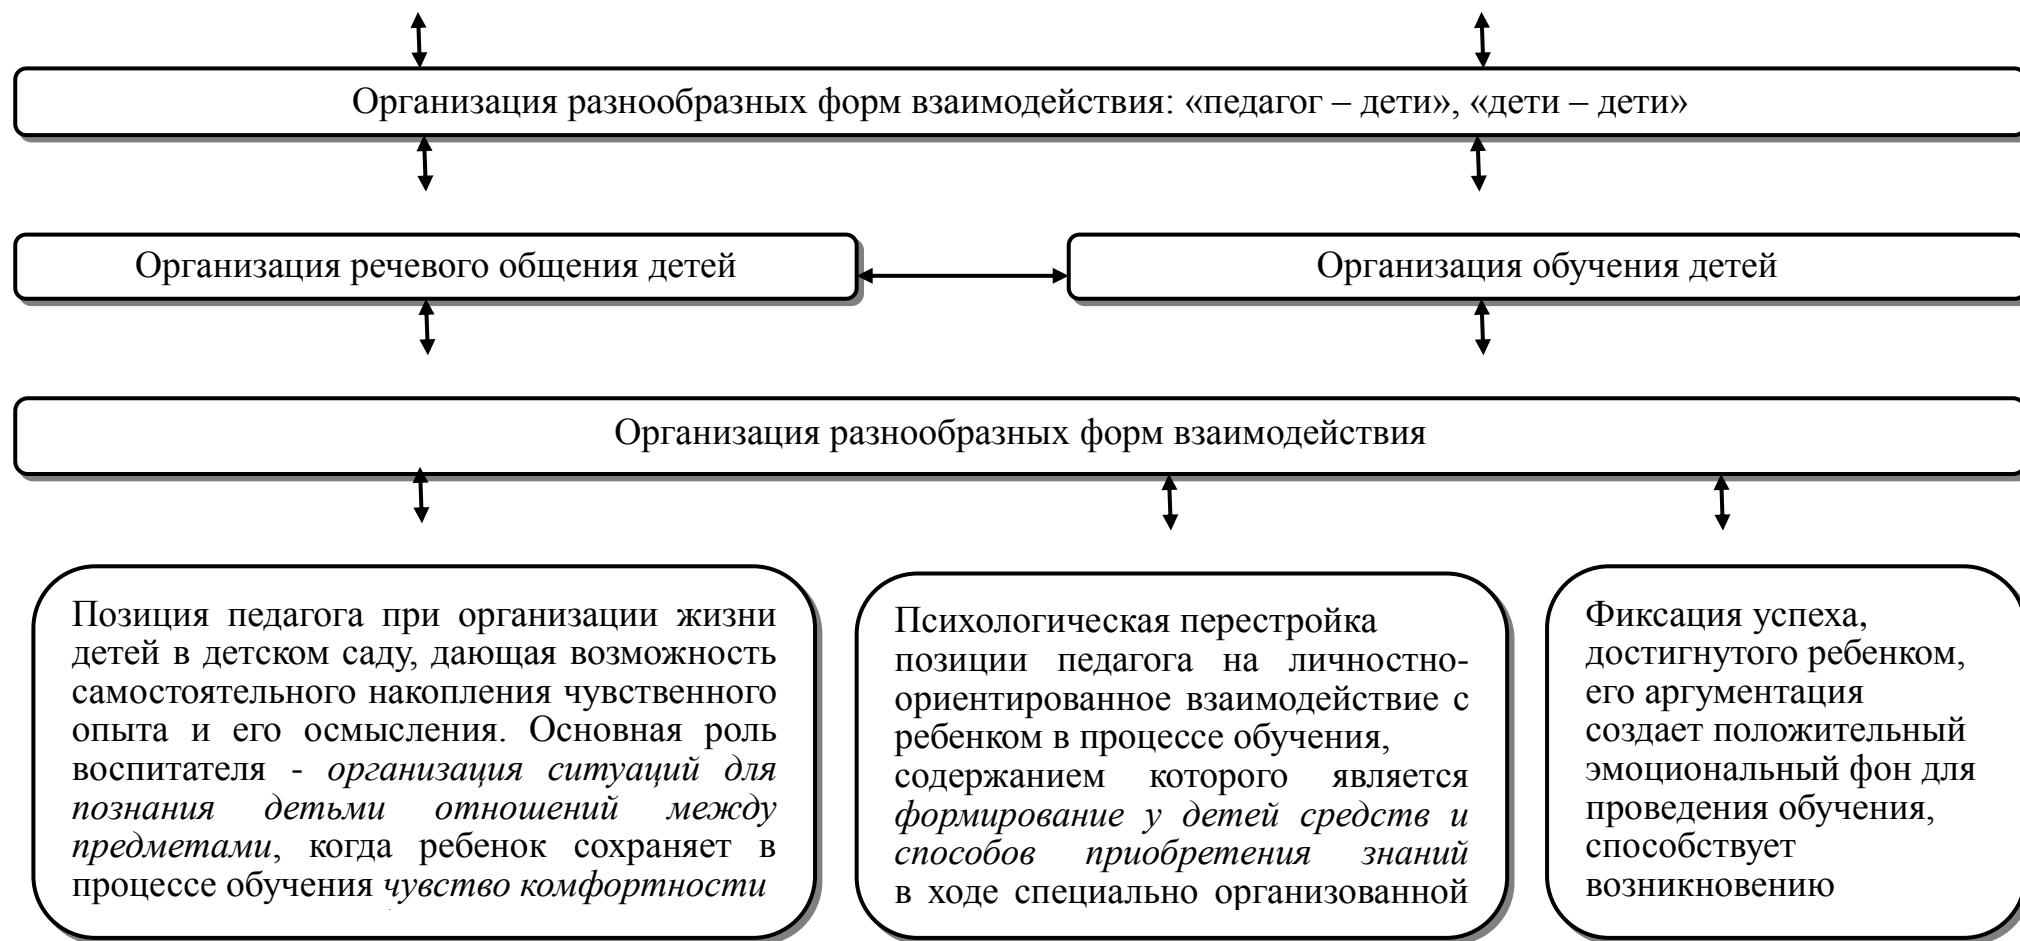 Организация разнообразных форм взаимодействия: «педагог – дети», «дети – дети»
Организация речевого общения детей
Организация обучения детей
Организация разнообразных форм взаимодействия
Позиция педагога при организации жизни
детей в детском саду, дающая возможность
самостоятельного накопления чувственного
опыта и его осмысления. Основная роль
воспитателя - организация ситуаций для
познания детьми отношений между
предметами, когда ребенок сохраняет в
процессе обучения чувство комфортности
Психологическая перестройка
позиции педагога на личностно-
ориентированное взаимодействие с
ребенком в процессе обучения,
содержанием которого является
формирование у детей средств и
способов приобретения знаний
в ходе специально организованной
Фиксация успеха,
достигнутого ребенком,
его аргументация
создает положительный
эмоциональный фон для
проведения обучения,
способствует
возникновению